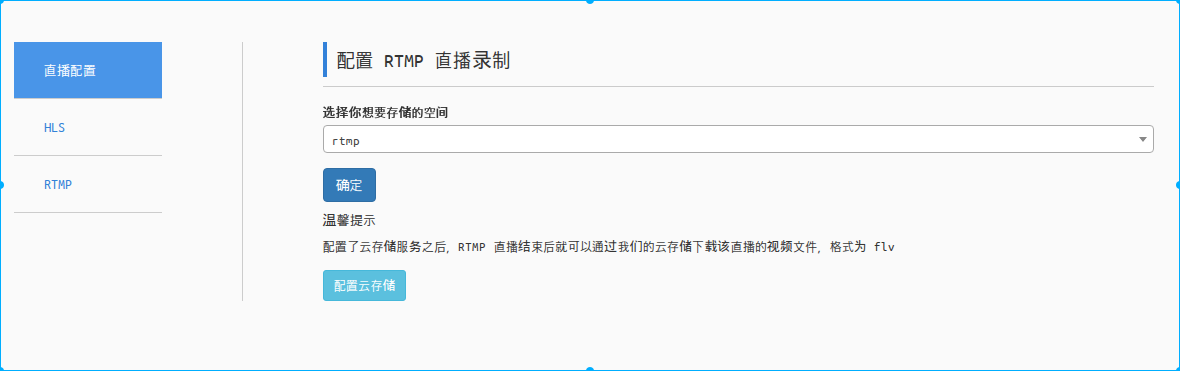 直播配置
HLS
RTMP
配置 RTMP 直播录制
选择你想要存储的空间
rtmp
确定
温馨提示
配置了云存储服务之后，RTMP 直播结束后就可以通过我们的云存储下载该直播的视频文件，格式为 flv
配置云存储